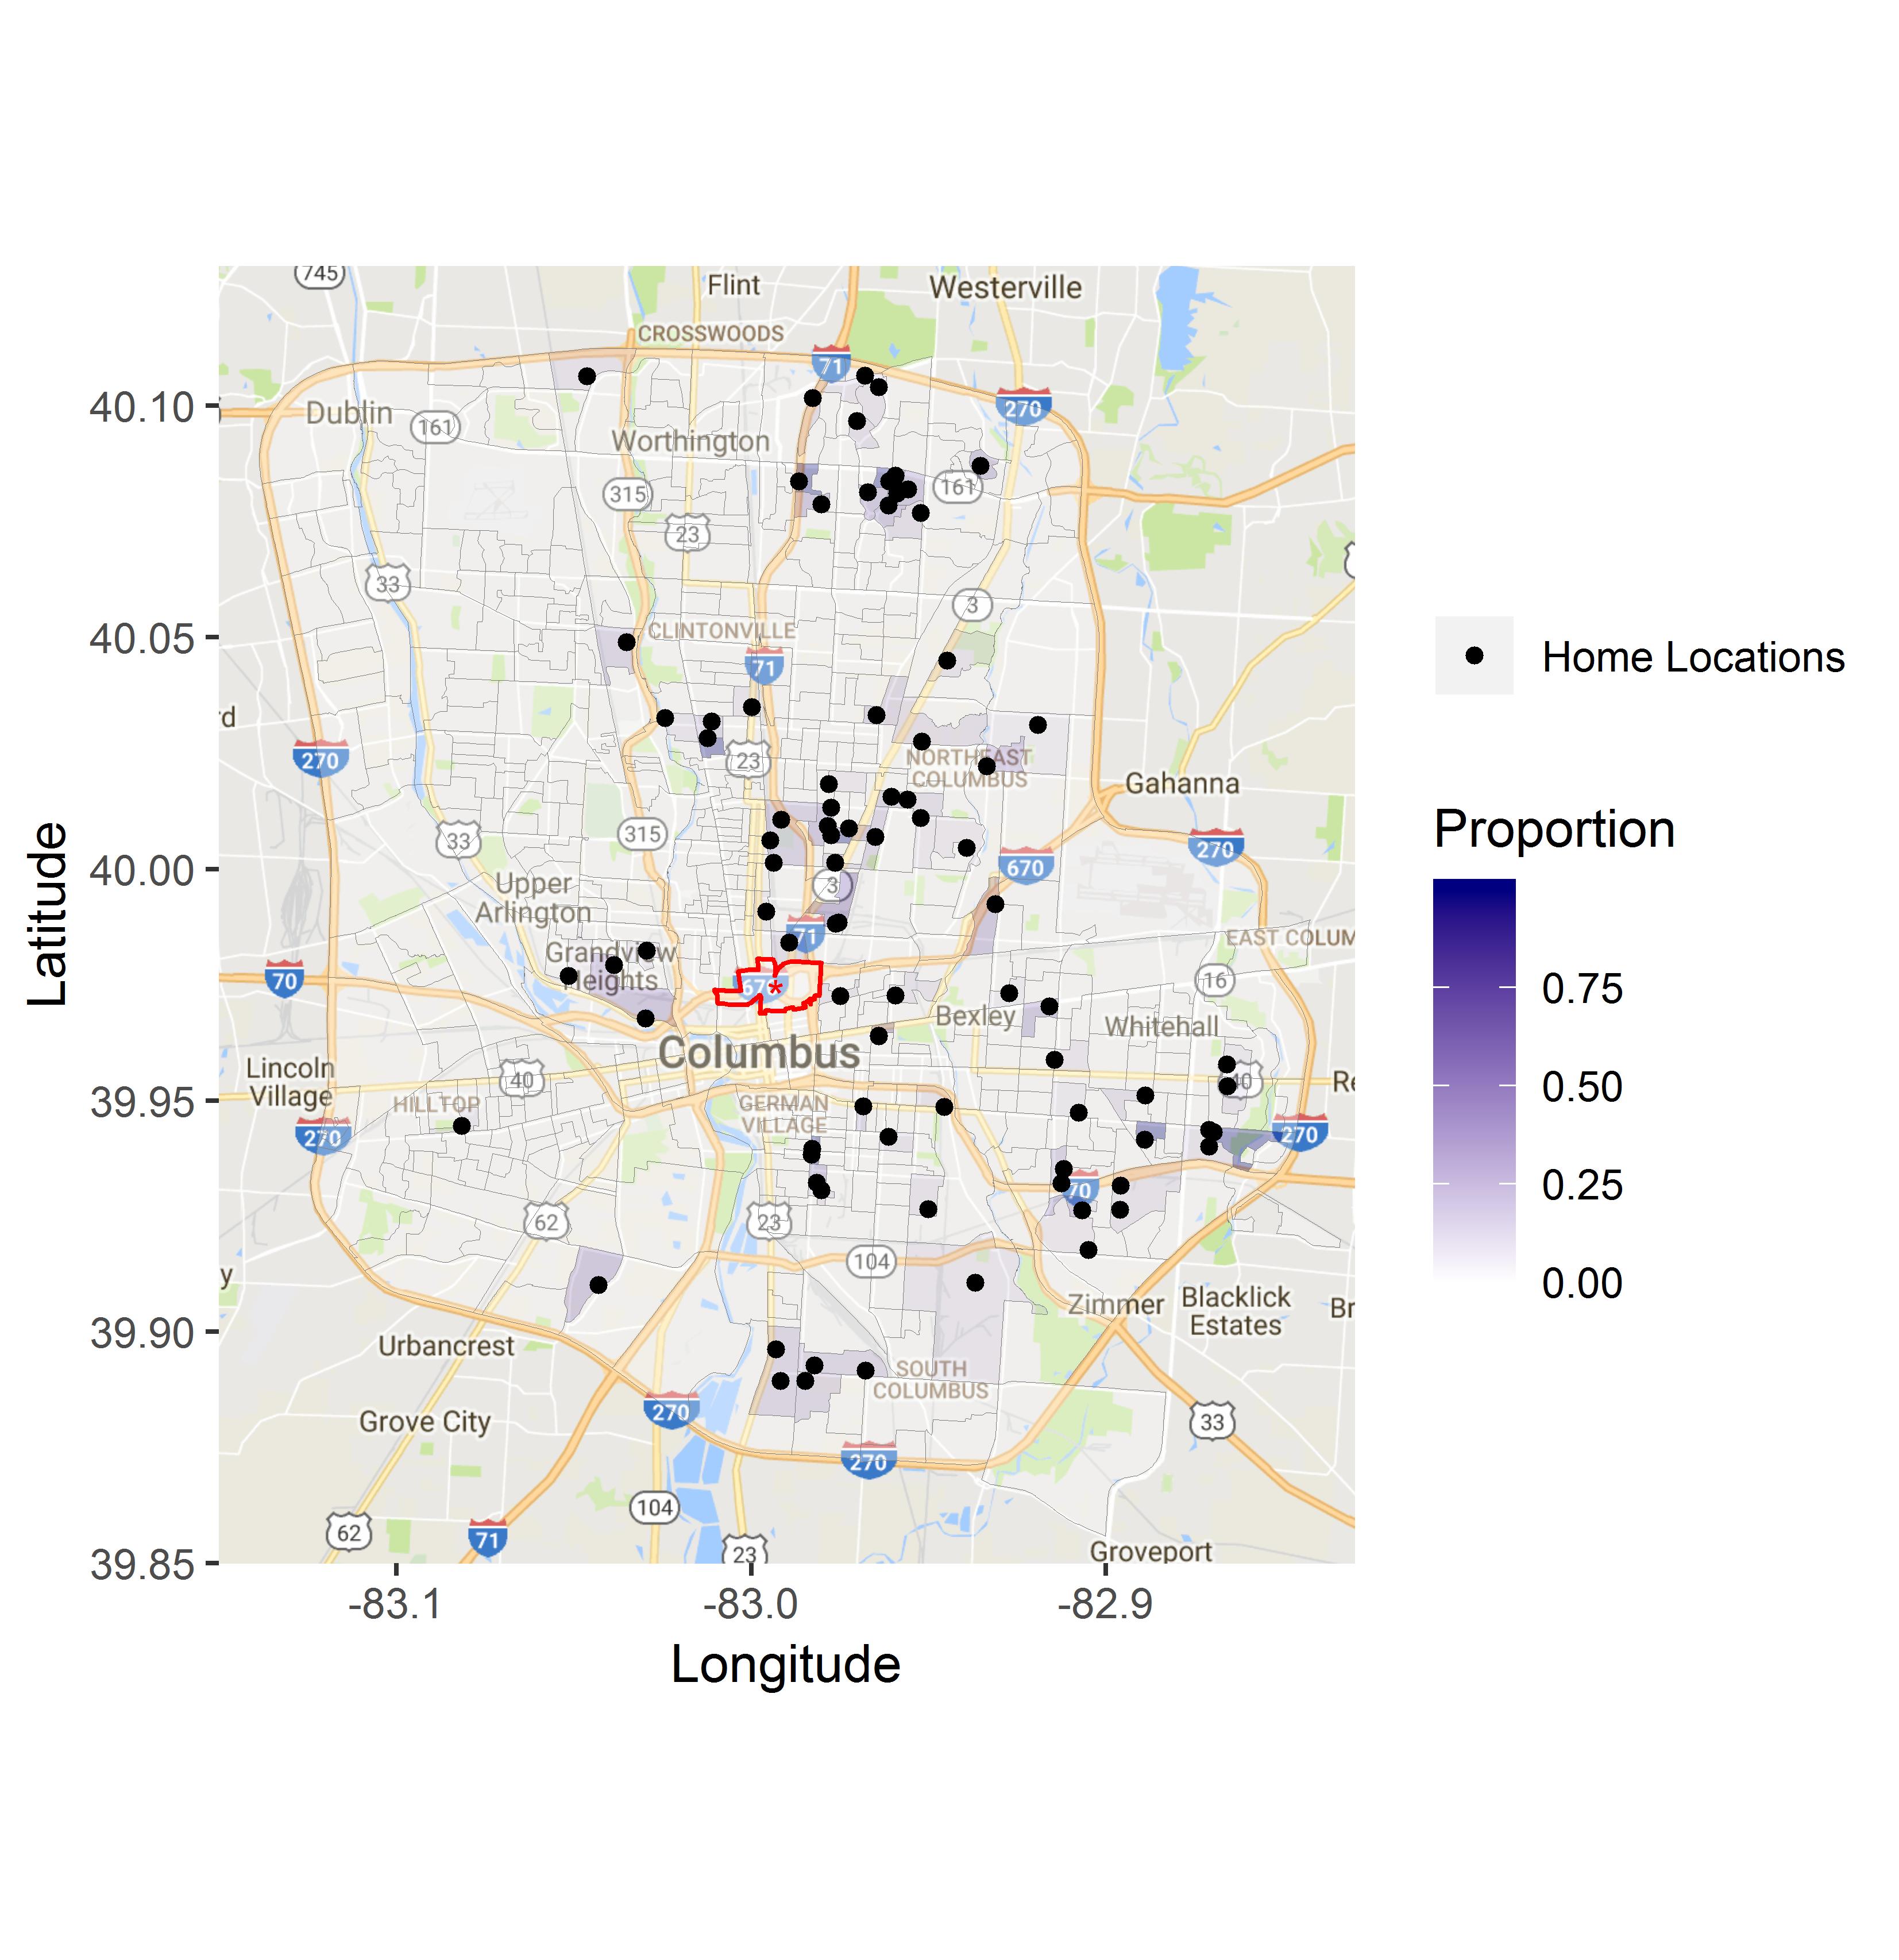 745
Flint
Westerville
CROSSWOODS
71
40.10
Dublin
161
270
Worthington
315
161
23
33
3
40.05
CLINTONVILLE
71
Home Locations
270
23
NORTHEAST
COLUMBUS
Gahanna
Proportion
33
315
270
40.00
670
3
Upper
Arlington
71
EAST COLUM
Latitude
Grandview
Heights
70
16
67
*
0.75
Bexley
Whitehall
Columbus
Lincoln
Village
40
40
0.50
39.95
HILLTOP
GERMAN
VILLAGE
270
270
70
0.25
62
23
104
0.00
Zimmer
Blacklick
Estates
Br
39.90
Urbancrest
SOUTH
COLUMBUS
270
Grove City
33
270
104
62
71
23
Groveport
39.85
-83.1
-83.0
-82.9
Longitude